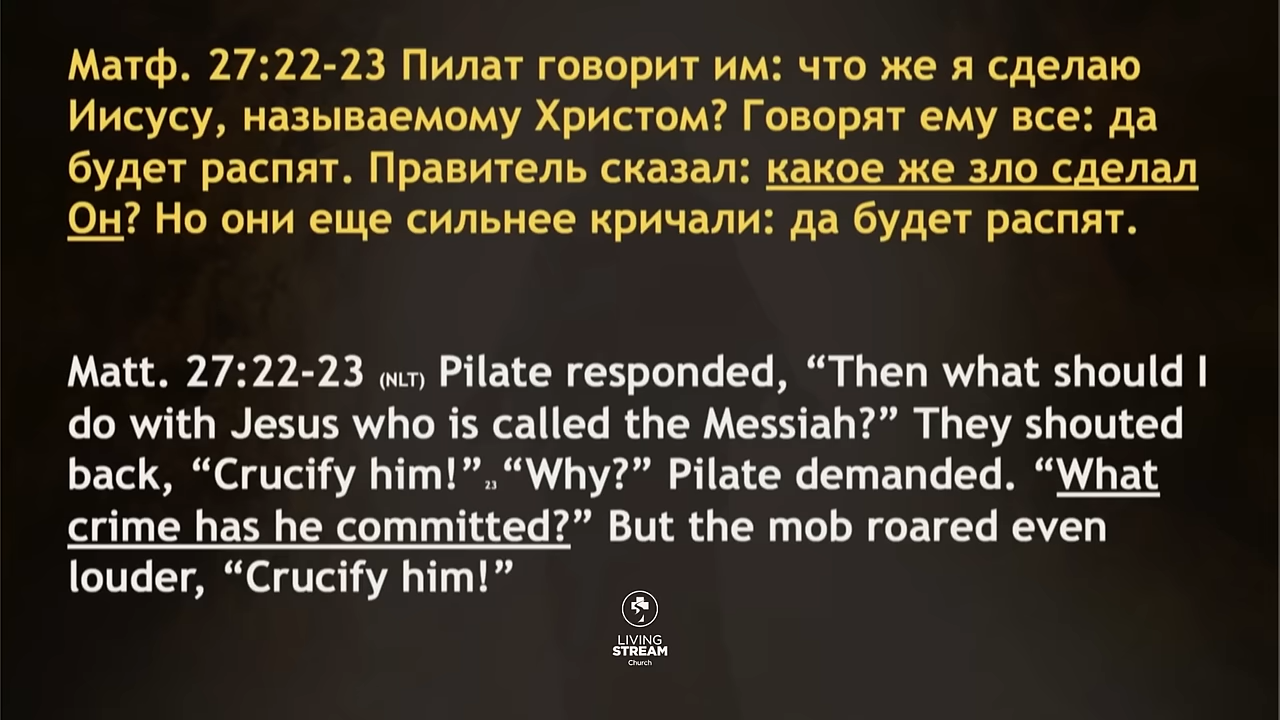 Матф. 27:22-23 Пилат говорит им: что же я сделаю
Иисусу, называемому Христом? Говорят ему все: да
будет распят. Правитель сказал: какое же зло сделал
Он? Но они еще сильнее кричали: да будет распят.
Matt. 27:22-23 (NLT) Pilate responded, “Then what should I
do with Jesus who is called the Messiah?” They shouted
back, “Crucify him!” 23 “Why?” Pilate demanded. “What
crime has he committed?” But the mob roared even
louder, “Crucify him!”
LIVING
STREAM
Church